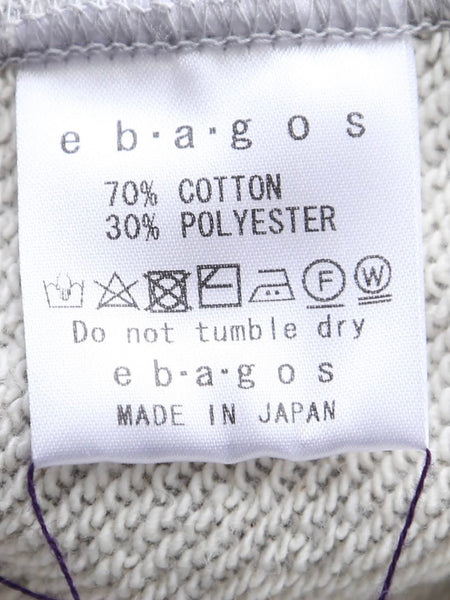 e b·a·g o s
70% COTTON
30% POLYESTER
F W
Do not tumble dry
e b·a·g o s
MADE IN JAPAN